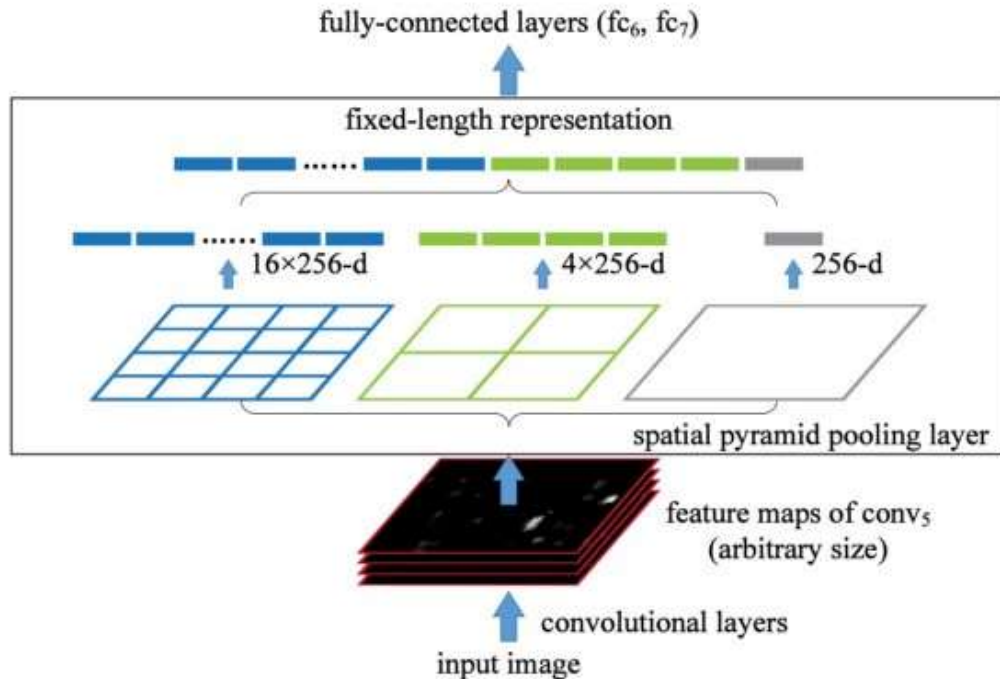 fully-connected layers (fc₆, fc₇)
fixed-length representation
16×256-d
4×256-d
256-d
spatial pyramid pooling layer
feature maps of conv₅
(arbitrary size)
convolutional layers
input image